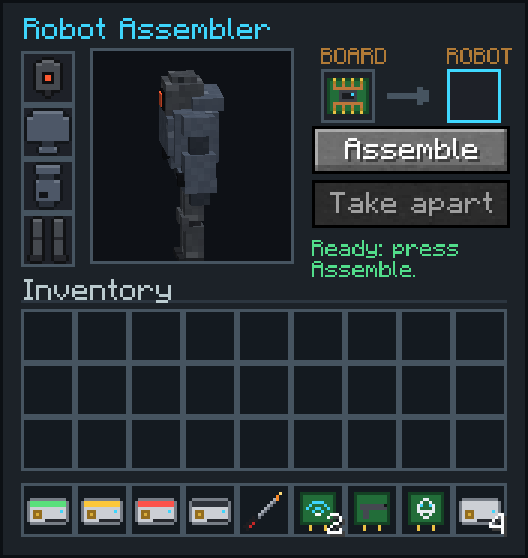 Robot Assembler
BOARD
ROBOT
Assemble
Take apart
Ready: press
Assemble.
Inventory
2
4